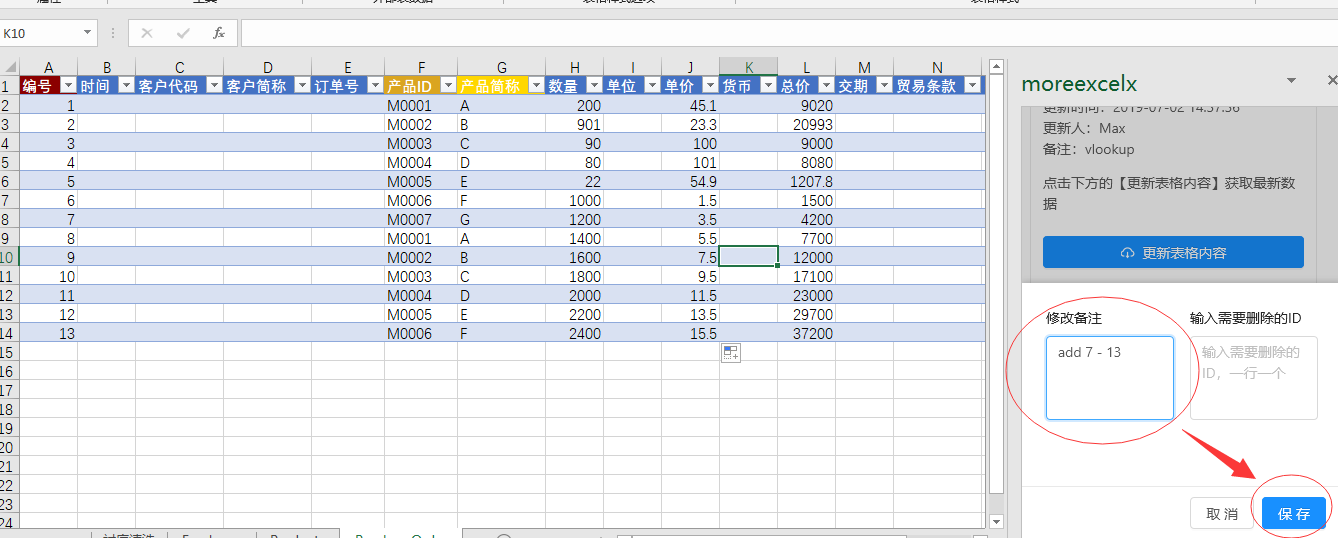 K10
fx
A B C D E F G H I J K L M N
1 编号 时间 客户代码 客户简称 订单号 产品ID 产品简称 数量 单位 单价 货币 总价 交期 贸易条款
2 1 M0001 A 200 45.1 9020
3 2 M0002 B 901 23.3 20993
4 3 M0003 C 90 100 9000
5 4 M0004 D 80 101 8080
6 5 M0005 E 22 54.9 1207.8
7 6 M0006 F 1000 1.5 1500
8 7 M0007 G 1200 3.5 4200
9 8 M0001 A 1400 5.5 7700
10 9 M0002 B 1600 7.5 12000
11 10 M0003 C 1800 9.5 17100
12 11 M0004 D 2000 11.5 23000
13 12 M0005 E 2200 13.5 29700
14 13 M0006 F 2400 15.5 37200
15
16
17
18
19
20
21
22
23
24
moreexcelx
更新时间：2019-07-02 14:57:56
更新人：Max
备注：vlookup
点击下方的【更新表格内容】获取最新数
据
更新表格内容
修改备注
add 7 - 13
输入需要删除的ID
输入需要删除的
ID，一行一个
取 消
保 存